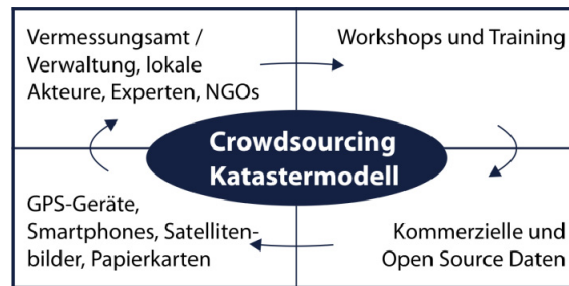 Vermessungsamt /
Verwaltung, lokale
Akteure, Experten, NGOs
Workshops und Training
Crowdsourcing
Katastermodell
GPS-Geräte,
Smartphones, Satelliten-
bilder, Papierkarten
Kommerzielle und
Open Source Daten